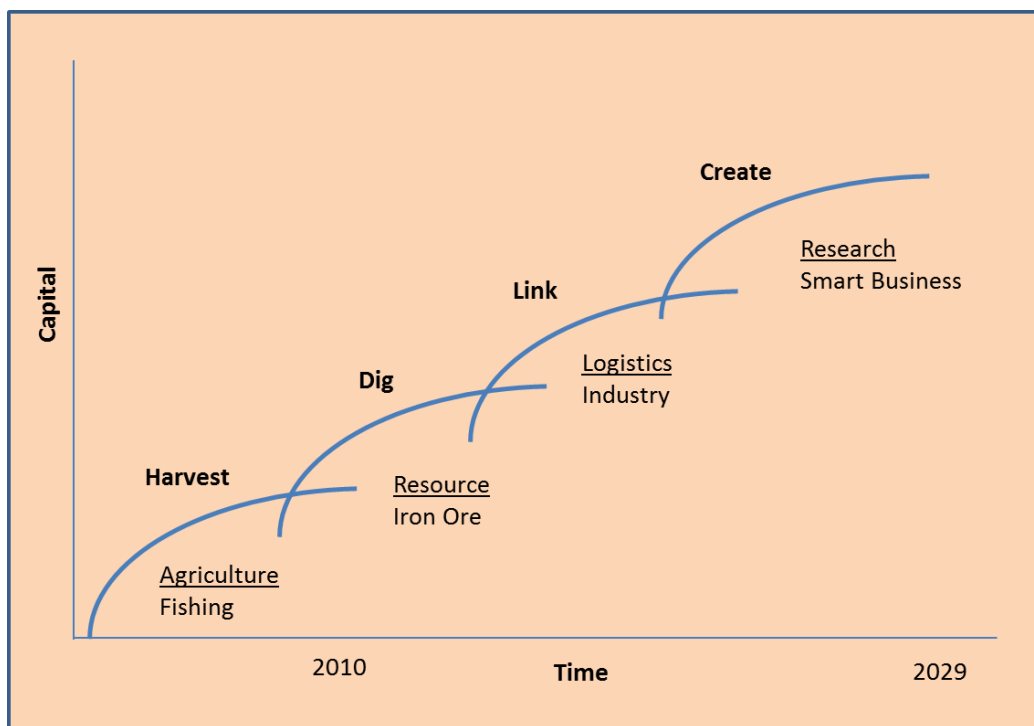 Create
Research
Smart Business
Link
Capital
Logistics
Industry
Dig
Harvest
Resource
Iron Ore
Agriculture
Fishing
2010
Time
2029